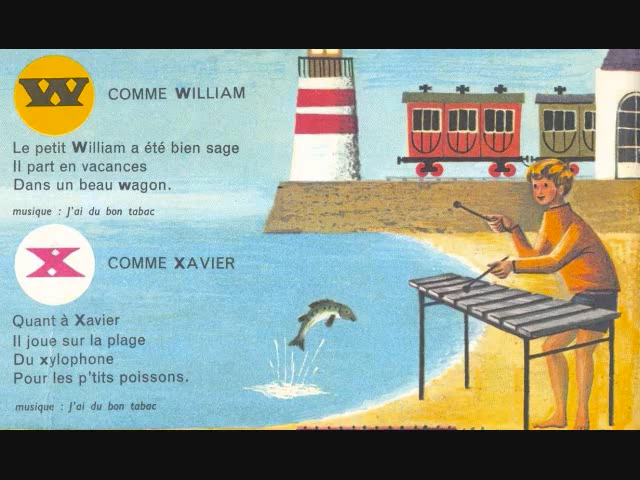 W
COMME WILLIAM
Le petit William a été bien sage
Il part en vacances
Dans un beau wagon.
musique : J'ai du bon tabac
X
COMME XAVIER
Quant à Xavier
Il joue sur la plage
Du xylophone
Pour les p'tits poissons.
musique : J'ai du bon tabac